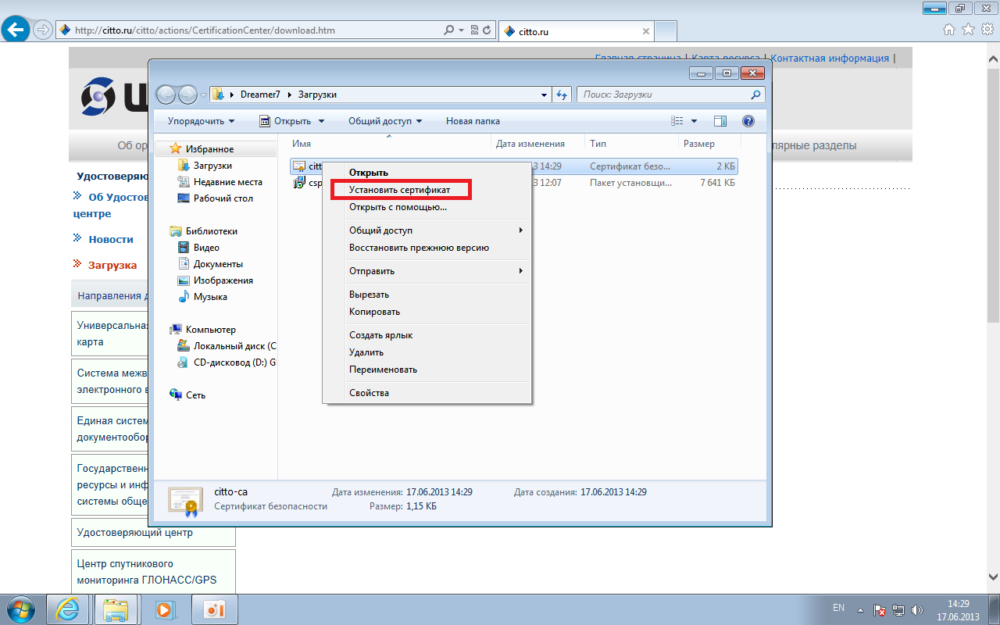 http://citto.ru/citto/actions/CertificationCenter/download.htm
citto.ru
Главная страница | Карта ресурса | Контактная информация |
Dreamer7 Загрузки
Поиск: Загрузки
Упорядочить Открыть Общий доступ Новая папка
Имя Дата изменения Тип Размер
Об ор
лярные разделы
Избранное
Загрузки
Недавние места
Рабочий стол
Библиотеки
Видео
Документы
Изображения
Музыка
Компьютер
Локальный диск (C
CD-дисковод (D:) G
Сеть
citt
3 14:29 Сертификат безо... 2 КБ
csp
3 12:07 Пакет установщи... 7 641 КБ
Открыть
Установить сертификат
Открыть с помощью...
Общий доступ
Восстановить прежнюю версию
Отправить
Вырезать
Копировать
Создать ярлык
Удалить
Переименовать
Свойства
citto-ca
Сертификат безопасности
Дата изменения: 17.06.2013 14:29
Размер: 1,15 КБ
Дата создания: 17.06.2013 14:29
Удостоверяю
Об Удостов
центре
Новости
Загрузка
Направления д
Универсальна
карта
Система межв
электронного в
Единая систем
документообор
Государственн
ресурсы и инф
системы обще
Удостоверяющий центр
Центр спутникового
мониторинга ГЛОНАСС/GPS
EN
14:29
17.06.2013